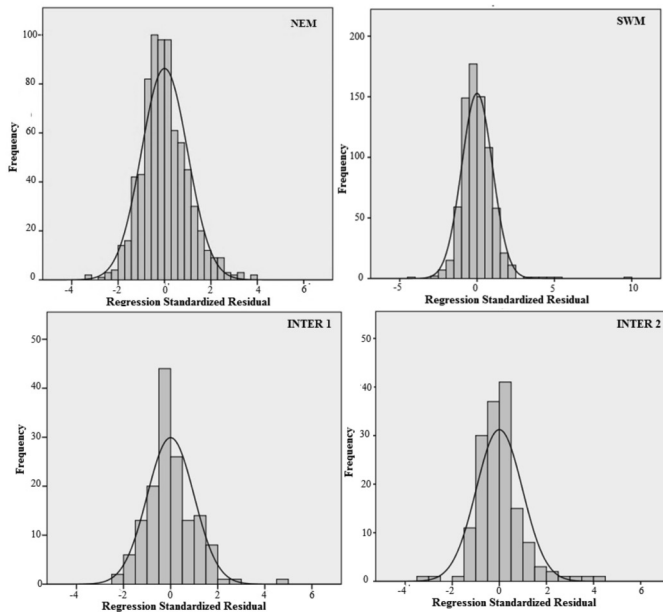 NEM
Frequency
100
80
60
40
20
0
-4 -2 0 2 4 6
Regression Standardized Residual
SWM
Frequency
200
150
100
50
0
-5 0 5 10
Regression Standardized Residual
INTER 1
Frequency
50
40
30
20
10
0
-4 -2 0 2 4 6
Regression Standardized Residual
INTER 2
Frequency
50
40
30
20
10
0
-4 -2 0 2 4 6
Regression Standardized Residual